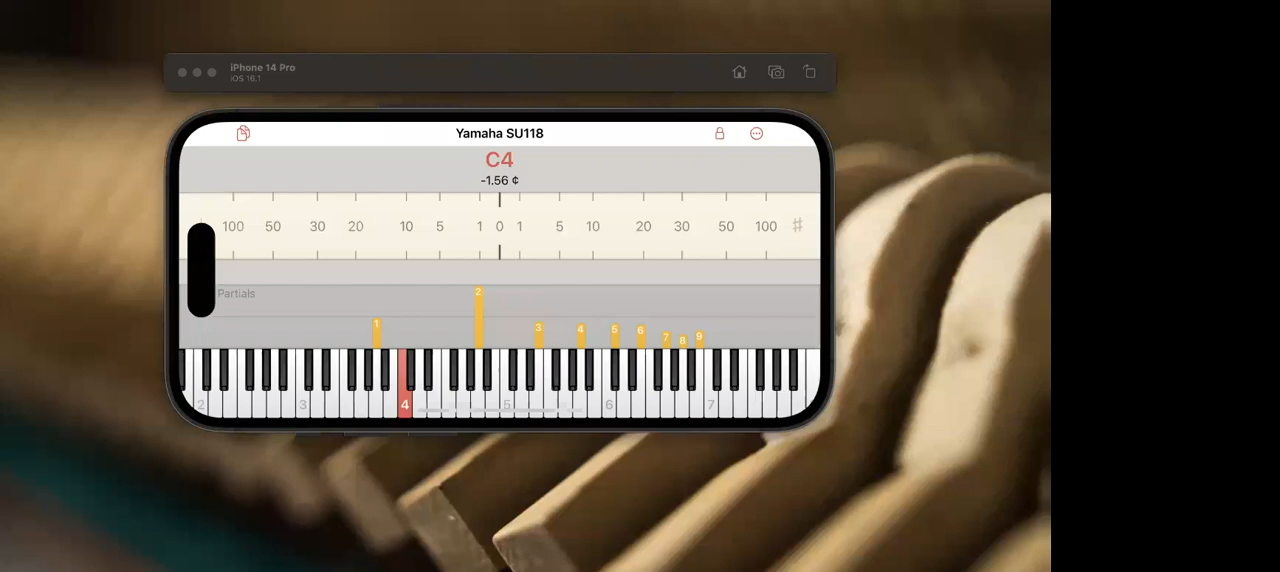 iPhone 14 Pro
iOS 16.1
Yamaha SU118
C4
-1.56 ¢
100 50 30 20 10 5 1 0 1 5 10 20 30 50 100 ♯
Partials
1 2 3 4 5 6 7 8 9
2 3 4 5 6 7